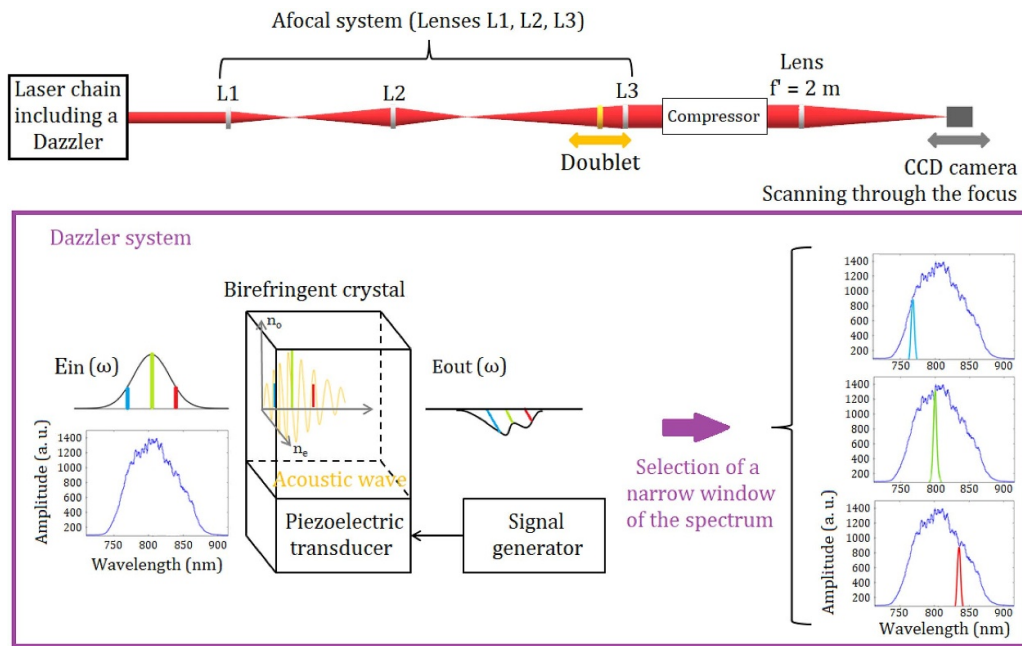 Afocal system (Lenses L1, L2, L3)
Laser chain
including a
Dazzler
L1
L2
L3
Lens
f' = 2 m
Compressor
Doublet
CCD camera
Scanning through the focus
Dazzler system
Birefringent crystal
Ein (ω)
n₀
nₑ
Acoustic wave
Eout (ω)
Amplitude (a. u.)
1400
1200
1000
800
600
400
200
750 800 850 900
Wavelength (nm)
Piezoelectric
transducer
Signal
generator
Selection of a
narrow window
of the spectrum
1400
1200
1000
800
600
400
200
750 800 850 900
1400
1200
1000
800
600
400
200
750 800 850 900
Amplitude (a. u.)
1400
1200
1000
800
600
400
200
750 800 850 900
Wavelength (nm)